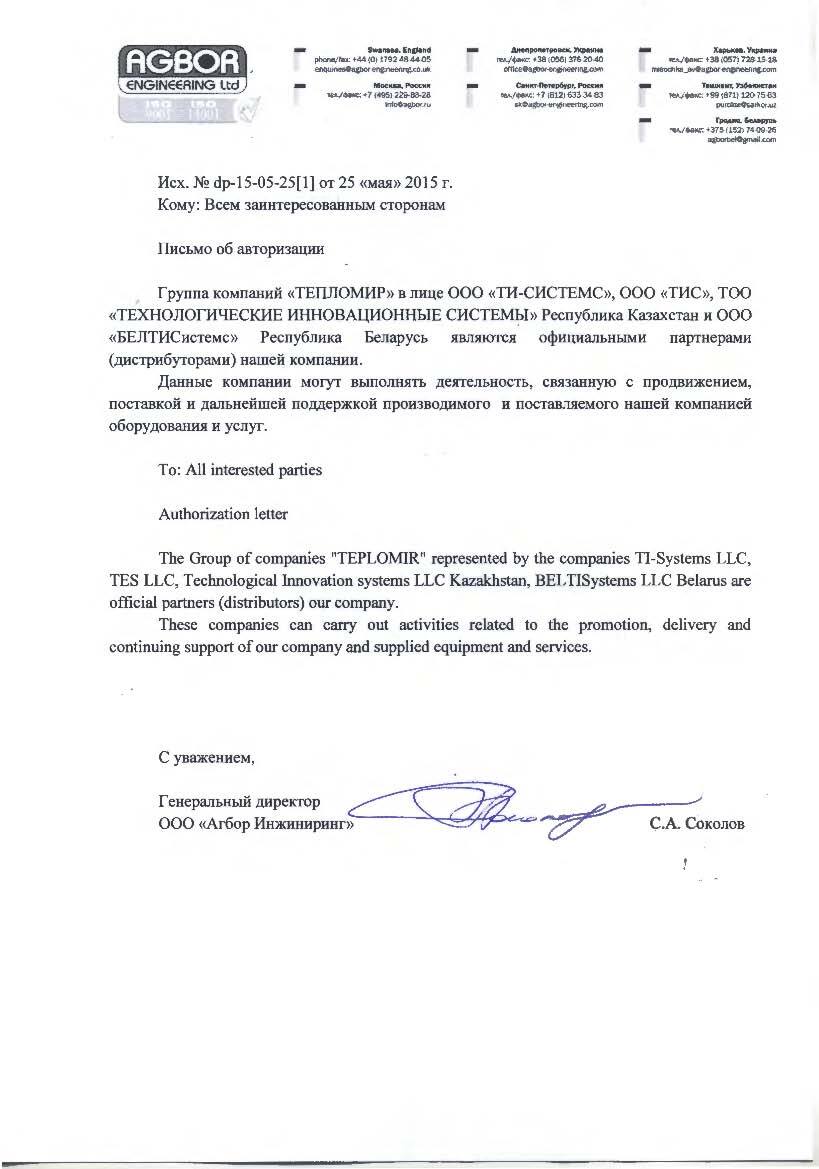 AGBOR
ENGINEERING Ltd
ISO ISO
9001 14001
Swansea. England
phone/fax: +44 (0) 1792 48-44-05
enquiries@agbor-engineering.co.uk
Москва, Россия
тел./факс: +7 (495) 229-88-28
info@agbor.ru
Днепропетровск. Украина
тел./факс: +38 (056) 376-20-40
office@agbor-engineering.com
Санкт-Петербург, Россия
тел./факс: +7 (812) 633-34-83
sk@agbor-engineering.com
Харьков. Украина
тел./факс: +38 (057) 728-15-18
Ташкент, Узбекистан
тел./факс: +99 (871) 120-75-63
Гродно. Беларусь
тел./факс: +375 (152) 74-09-26
agborbel@gmail.com
Исх. № dp-15-05-25[1] от 25 «мая» 2015 г.
Кому: Всем заинтересованным сторонам
Письмо об авторизации
Группа компаний «ТЕПЛОМИР» в лице ООО «ТИ-СИСТЕМС», ООО «ТИС», ТОО
«ТЕХНОЛОГИЧЕСКИЕ ИННОВАЦИОННЫЕ СИСТЕМЫ» Республика Казахстан и ООО
«БЕЛТИСистемс» Республика Беларусь являются официальными партнерами
(дистрибуторами) нашей компании.
Данные компании могут выполнять деятельность, связанную с продвижением,
поставкой и дальнейшей поддержкой производимого и поставляемого нашей компанией
оборудования и услуг.
To: All interested parties
Authorization letter
The Group of companies "TEPLOMIR" represented by the companies TI-Systems LLC,
TES LLC, Technological Innovation systems LLC Kazakhstan, BELTISystems LLC Belarus are
official partners (distributors) our company.
These companies can carry out activities related to the promotion, delivery and
continuing support of our company and supplied equipment and services.
С уважением,
Генеральный директор
ООО «Агбор Инжиниринг»
С.А. Соколов